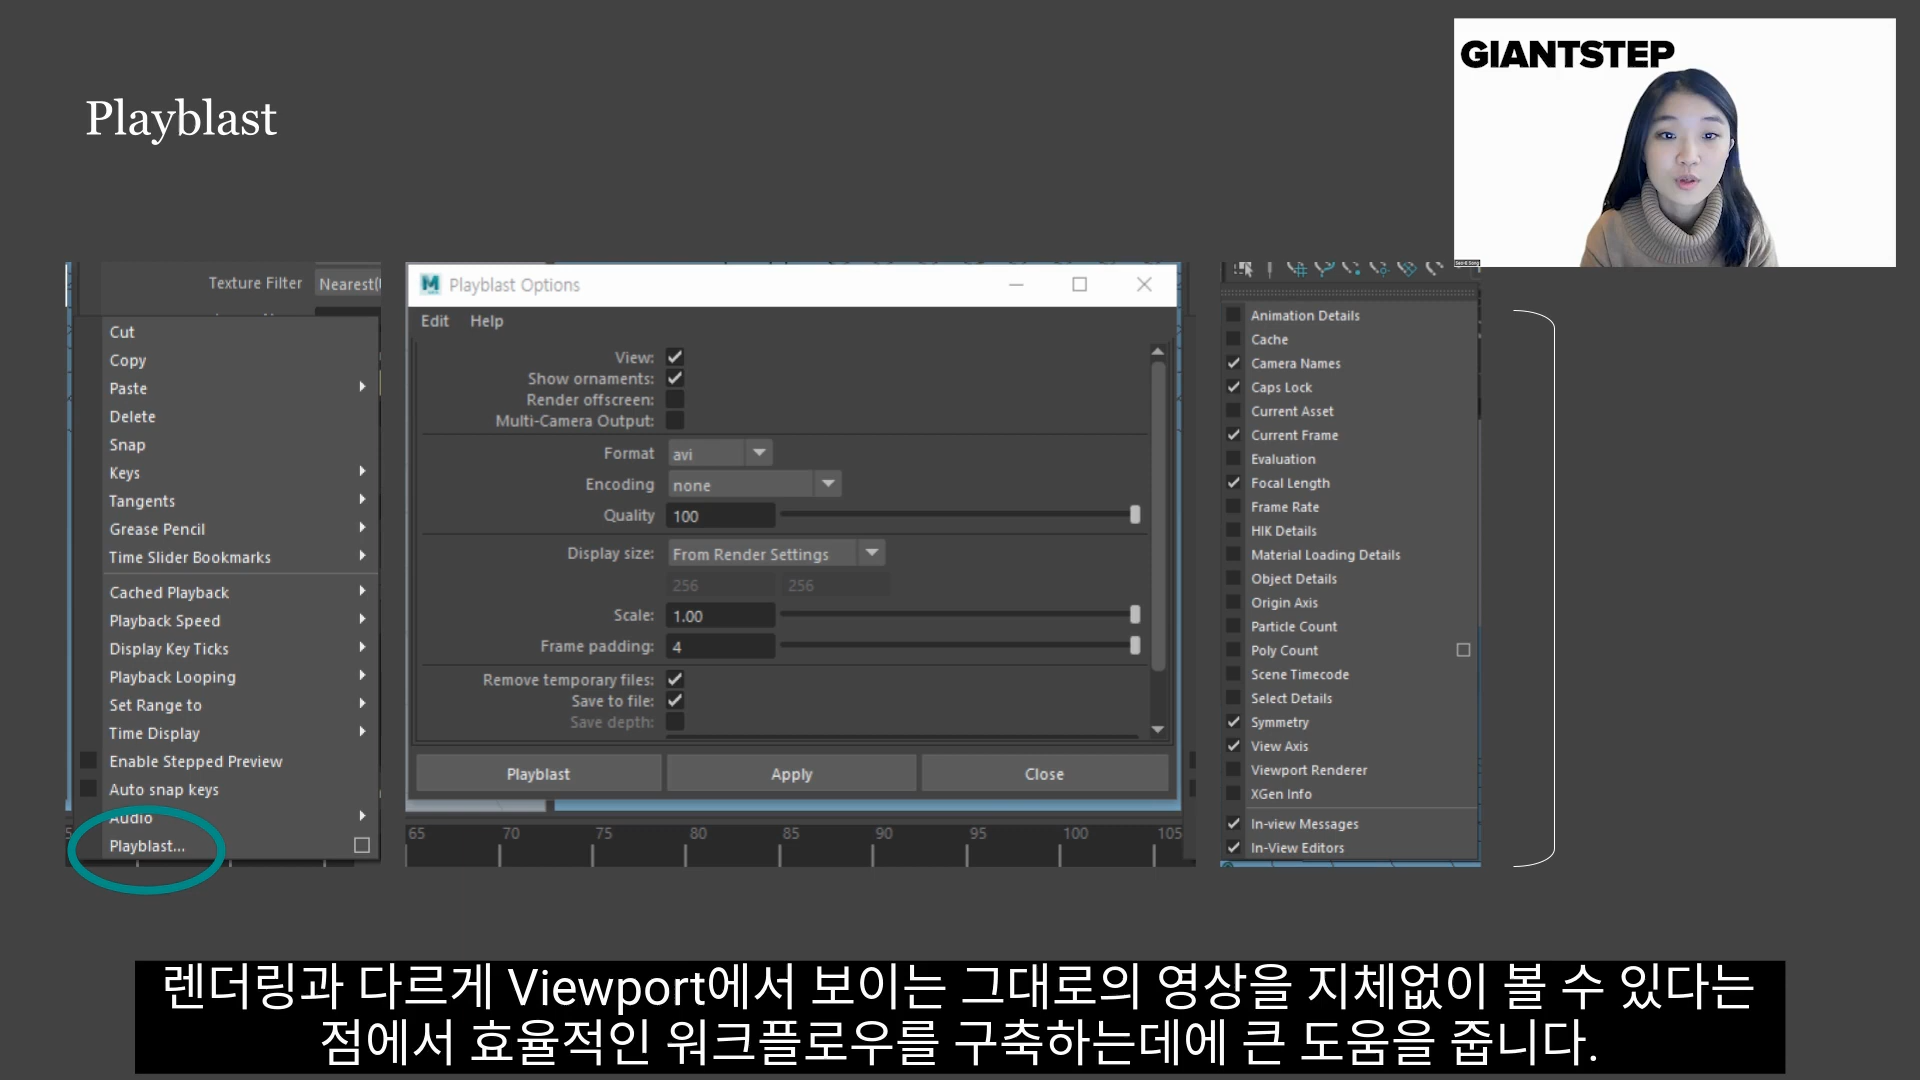 GIANTSTEP
Playblast
Texture Filter Nearest(
Cut
Copy
Paste
Delete
Snap
Keys
Tangents
Grease Pencil
Time Slider Bookmarks
Cached Playback
Playback Speed
Display Key Ticks
Playback Looping
Set Range to
Time Display
Enable Stepped Preview
Auto snap keys
Audio
Playblast...
Playblast Options
Edit Help
View:
Show ornaments:
Render offscreen:
Multi-Camera Output:
Format avi
Encoding none
Quality 100
Display size: From Render Settings
256 256
Scale: 1.00
Frame padding: 4
Remove temporary files:
Save to file:
Save depth:
Playblast Apply Close
65 70 75 80 85 90 95 100 105
Animation Details
Cache
Camera Names
Caps Lock
Current Asset
Current Frame
Evaluation
Focal Length
Frame Rate
HIK Details
Material Loading Details
Object Details
Origin Axis
Particle Count
Poly Count
Scene Timecode
Select Details
Symmetry
View Axis
Viewport Renderer
XGen Info
In-view Messages
In-View Editors
렌더링과 다르게 Viewport에서 보이는 그대로의 영상을 지체없이 볼 수 있다는
점에서 효율적인 워크플로우를 구축하는데에 큰 도움을 줍니다.